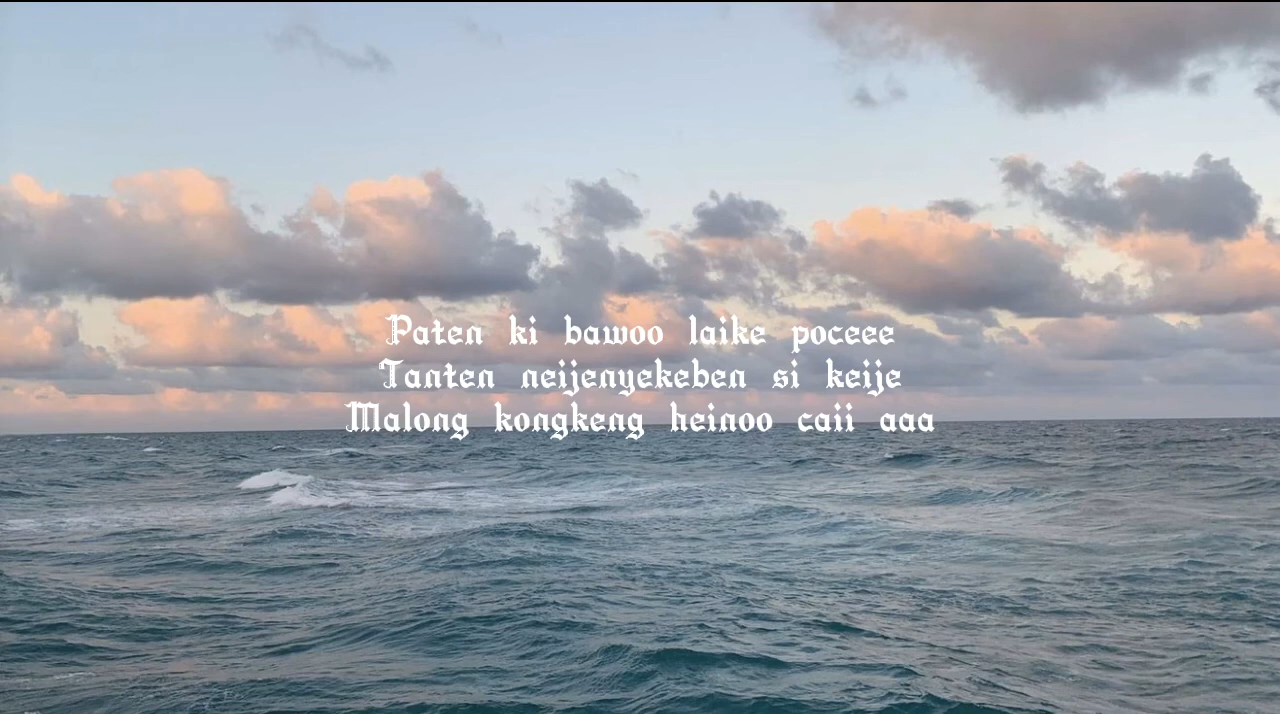 Paten ki bawoo laike poceee
Tanten neijenyekeben si keije
Malong kongkeng heinoo caii aaa